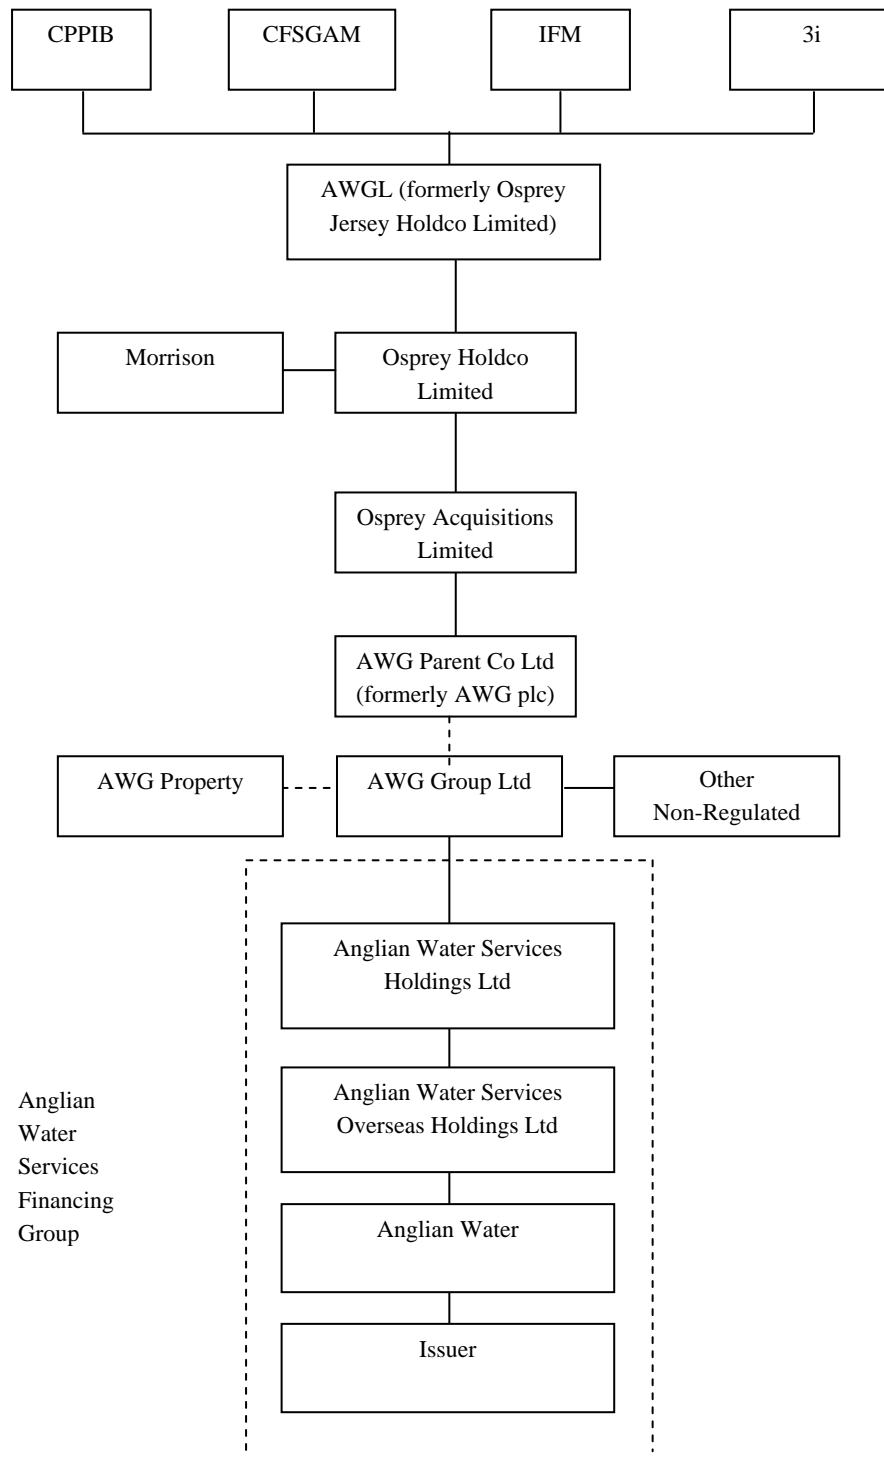 CPPIB
CFSGAM
IFM
3i
AWGL (formerly Osprey
Jersey Holdco Limited)
Morrison
Osprey Holdco
Limited
Osprey Acquisitions
Limited
AWG Parent Co Ltd
(formerly AWG plc)
AWG Property
AWG Group Ltd
Other
Non-Regulated
Anglian Water Services
Holdings Ltd
Anglian Water Services
Overseas Holdings Ltd
Anglian
Water
Services
Financing
Group
Anglian Water
Issuer